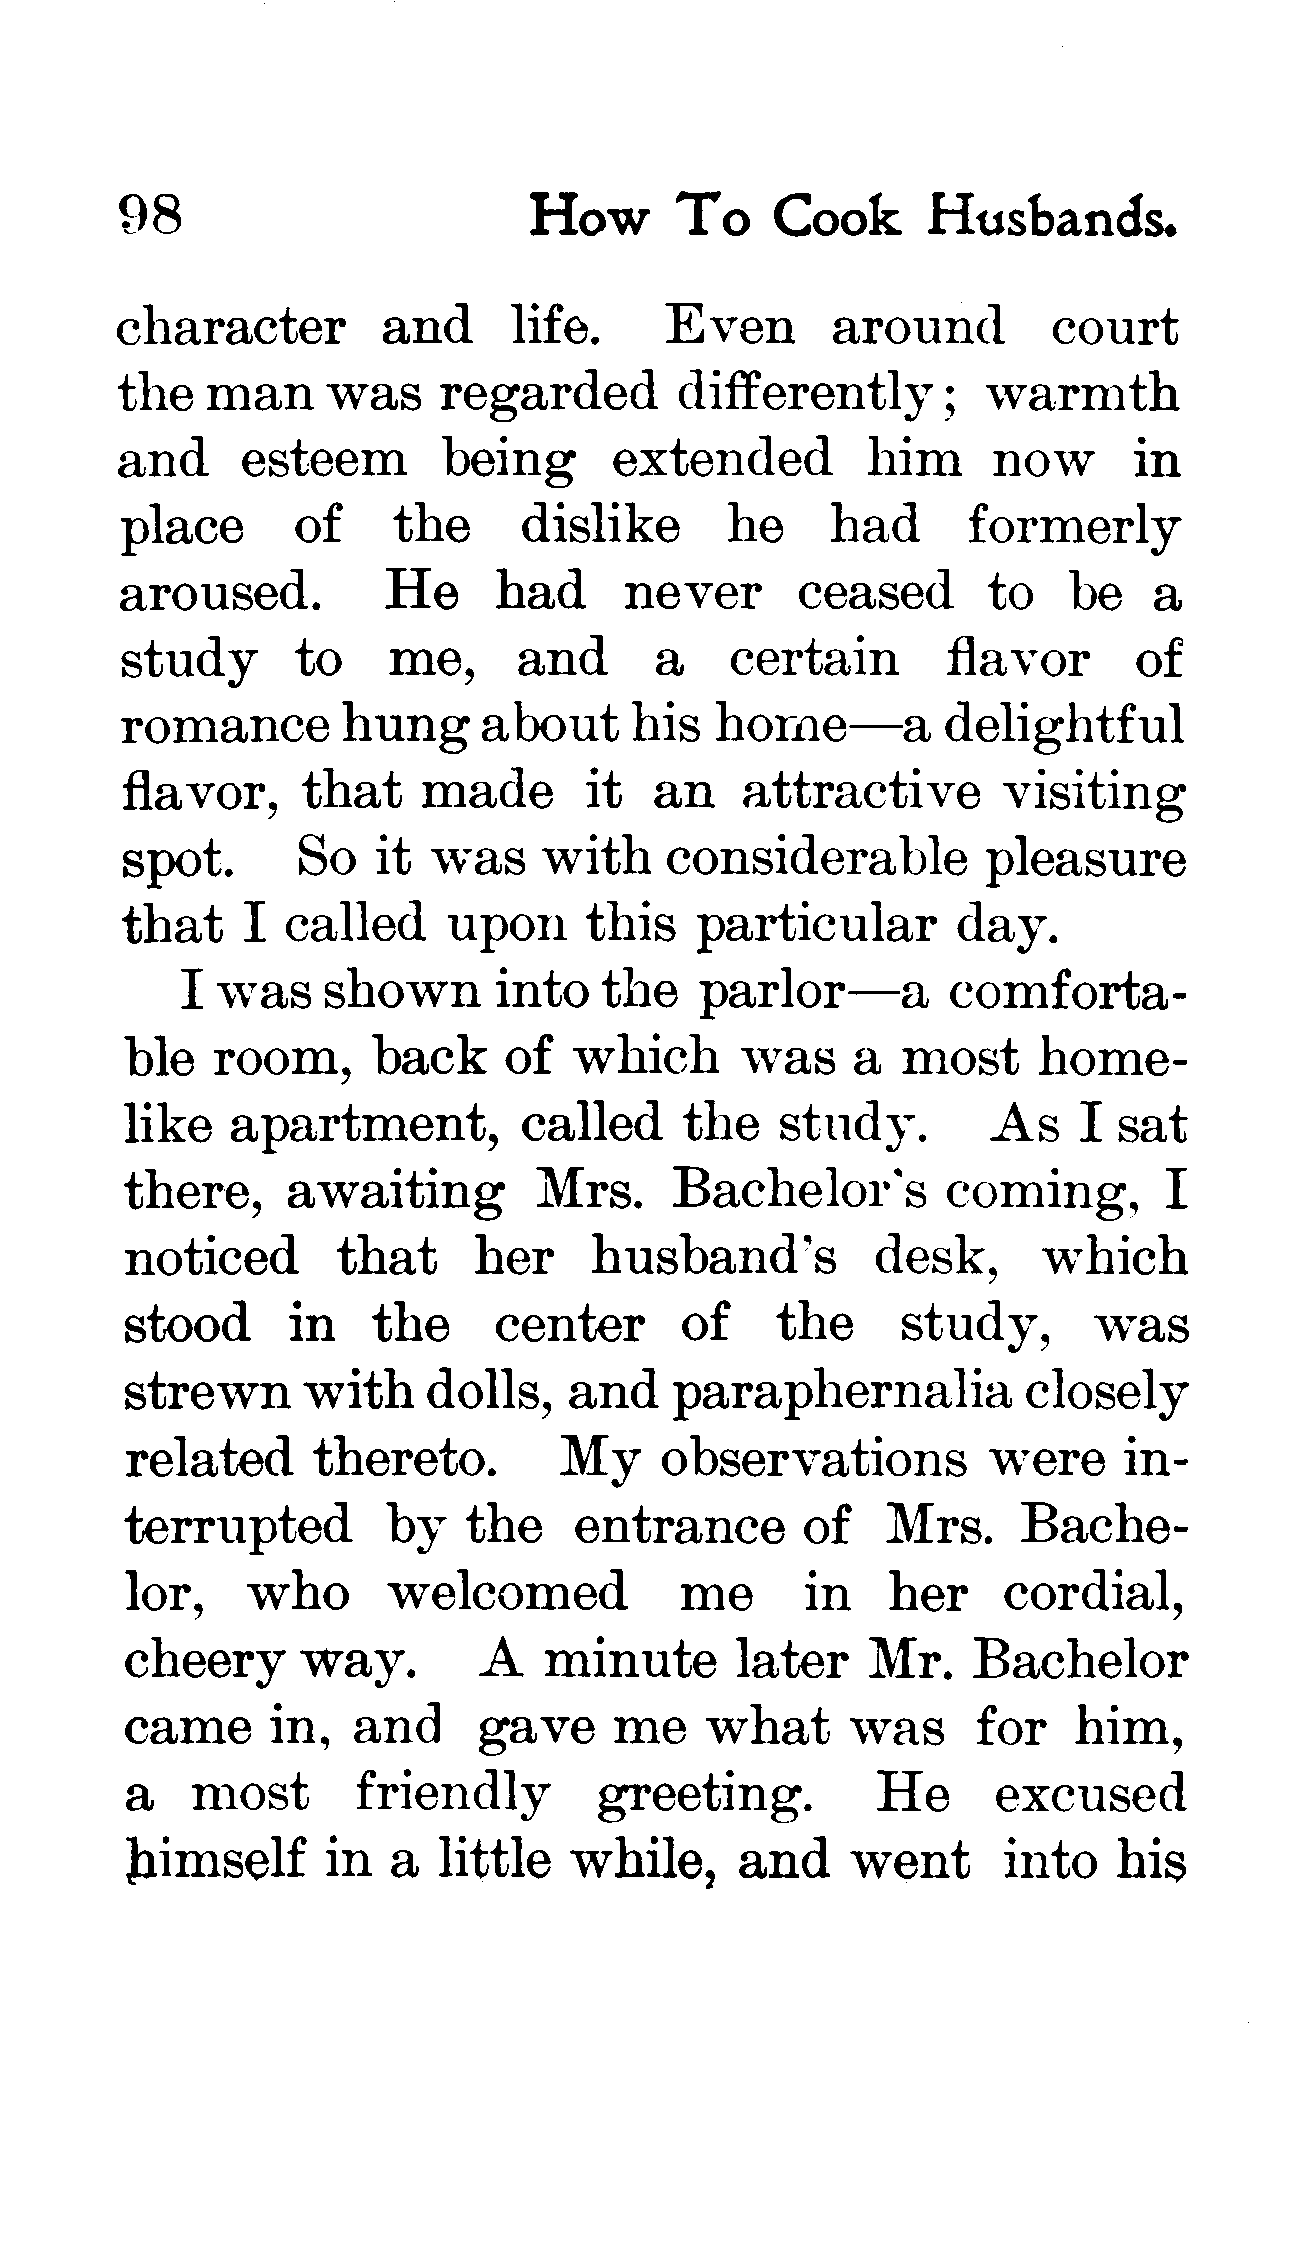 98 How To Cook Husbands.
character and life. Even around court
the man was regarded differently; warmth
and esteem being extended him now in
place of the dislike he had formerly
aroused. He had never ceased to be a
study to me, and a certain flavor of
romance hung about his home—a delightful
flavor, that made it an attractive visiting
spot. So it was with considerable pleasure
that I called upon this particular day.
I was shown into the parlor—a comforta-
ble room, back of which was a most home-
like apartment, called the study. As I sat
there, awaiting Mrs. Bachelor's coming, I
noticed that her husband's desk, which
stood in the center of the study, was
strewn with dolls, and paraphernalia closely
related thereto. My observations were in-
terrupted by the entrance of Mrs. Bache-
lor, who welcomed me in her cordial,
cheery way. A minute later Mr. Bachelor
came in, and gave me what was for him,
a most friendly greeting. He excused
himself in a little while, and went into his